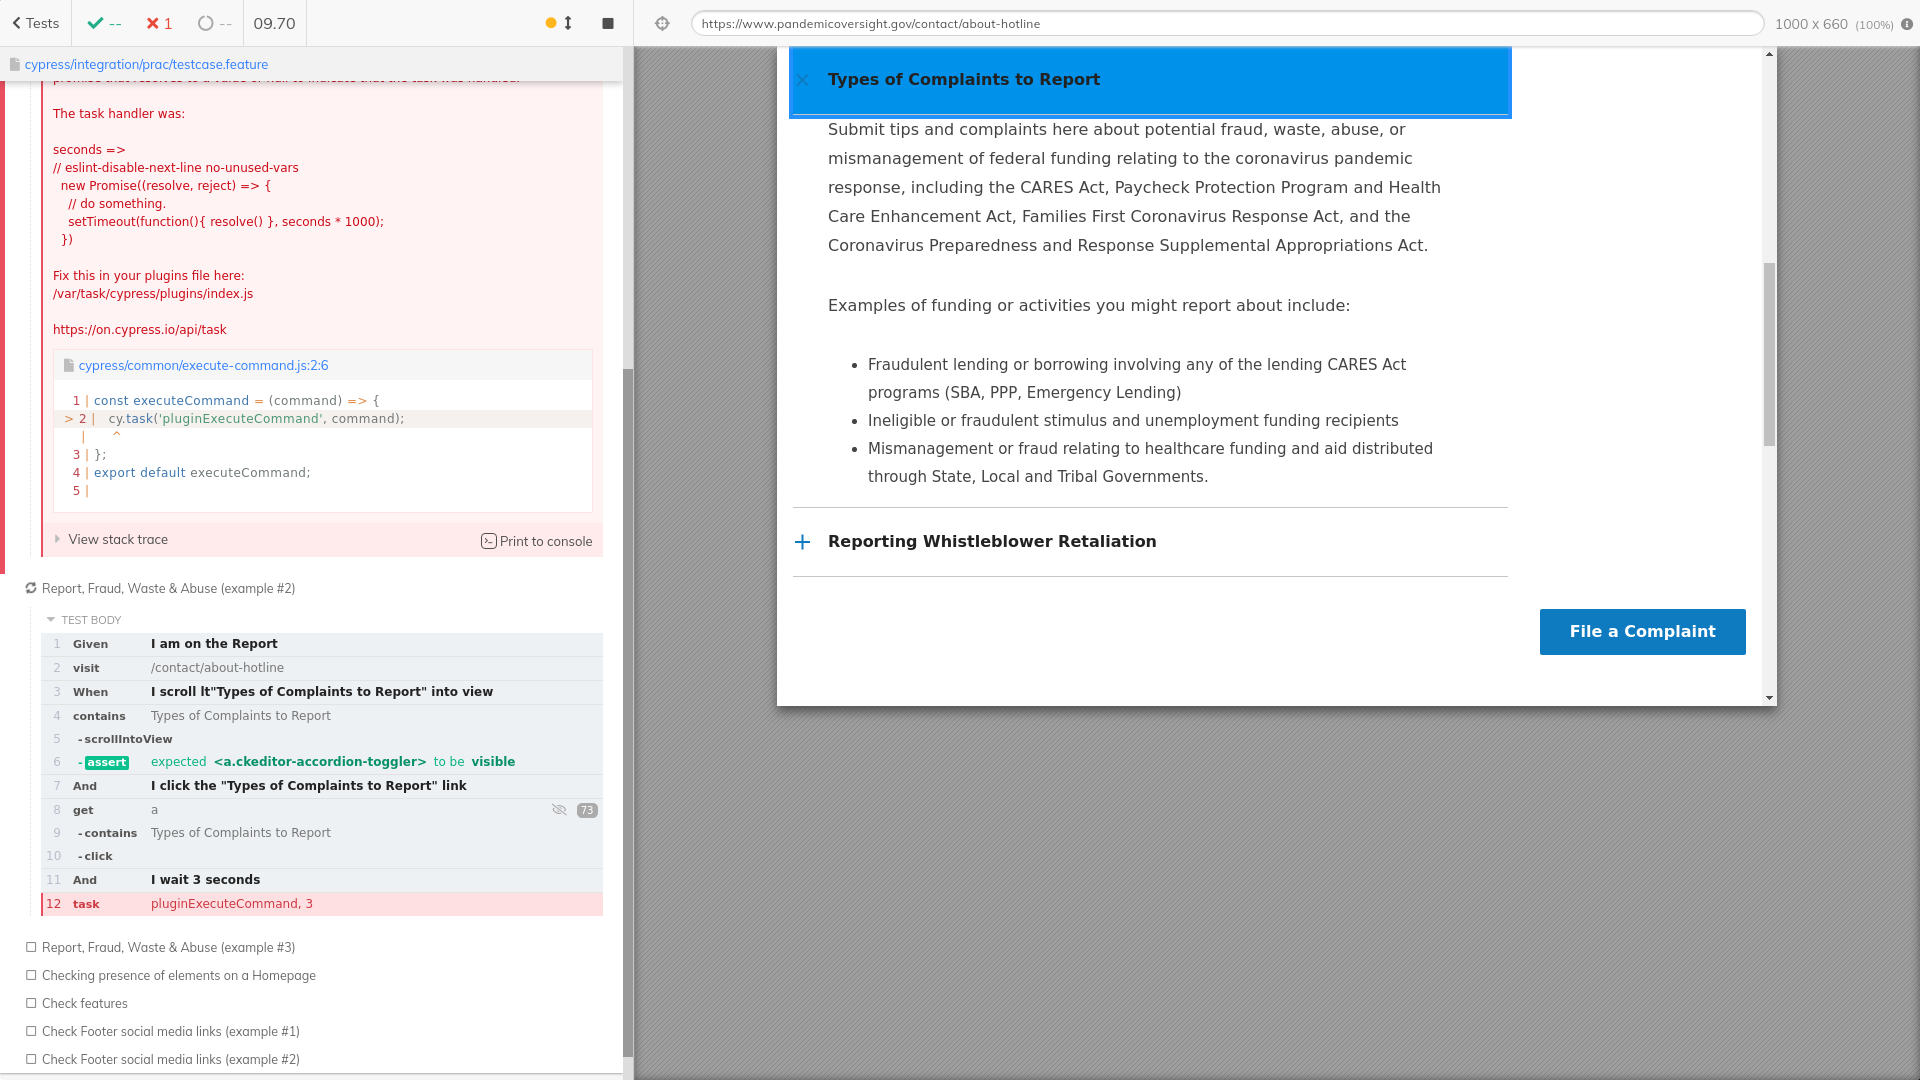 Tests
--
1
--
09.70
https://www.pandemicoversight.gov/contact/about-hotline
1000 x 660 (100%)
cypress/integration/prac/testcase.feature
The task handler was:
seconds =>
// eslint-disable-next-line no-unused-vars
new Promise((resolve, reject) => {
// do something.
setTimeout(function(){ resolve() }, seconds * 1000);
})
Fix this in your plugins file here:
/var/task/cypress/plugins/index.js
https://on.cypress.io/api/task
cypress/common/execute-command.js:2:6
1 | const executeCommand = (command) => {
> 2 | cy.task('pluginExecuteCommand', command);
| ^
3 | };
4 | export default executeCommand;
5 |
View stack trace
Print to console
Report, Fraud, Waste & Abuse (example #2)
TEST BODY
1 Given I am on the Report
2 visit /contact/about-hotline
3 When I scroll lt"Types of Complaints to Report" into view
4 contains Types of Complaints to Report
5 -scrollIntoView
6 -assert expected <a.ckeditor-accordion-toggler> to be visible
7 And I click the "Types of Complaints to Report" link
8 get a 73
9 -contains Types of Complaints to Report
10 -click
11 And I wait 3 seconds
12 task pluginExecuteCommand, 3
Report, Fraud, Waste & Abuse (example #3)
Checking presence of elements on a Homepage
Check features
Check Footer social media links (example #1)
Check Footer social media links (example #2)
Types of Complaints to Report
Submit tips and complaints here about potential fraud, waste, abuse, or
mismanagement of federal funding relating to the coronavirus pandemic
response, including the CARES Act, Paycheck Protection Program and Health
Care Enhancement Act, Families First Coronavirus Response Act, and the
Coronavirus Preparedness and Response Supplemental Appropriations Act.
Examples of funding or activities you might report about include:
• Fraudulent lending or borrowing involving any of the lending CARES Act
programs (SBA, PPP, Emergency Lending)
• Ineligible or fraudulent stimulus and unemployment funding recipients
• Mismanagement or fraud relating to healthcare funding and aid distributed
through State, Local and Tribal Governments.
Reporting Whistleblower Retaliation
File a Complaint